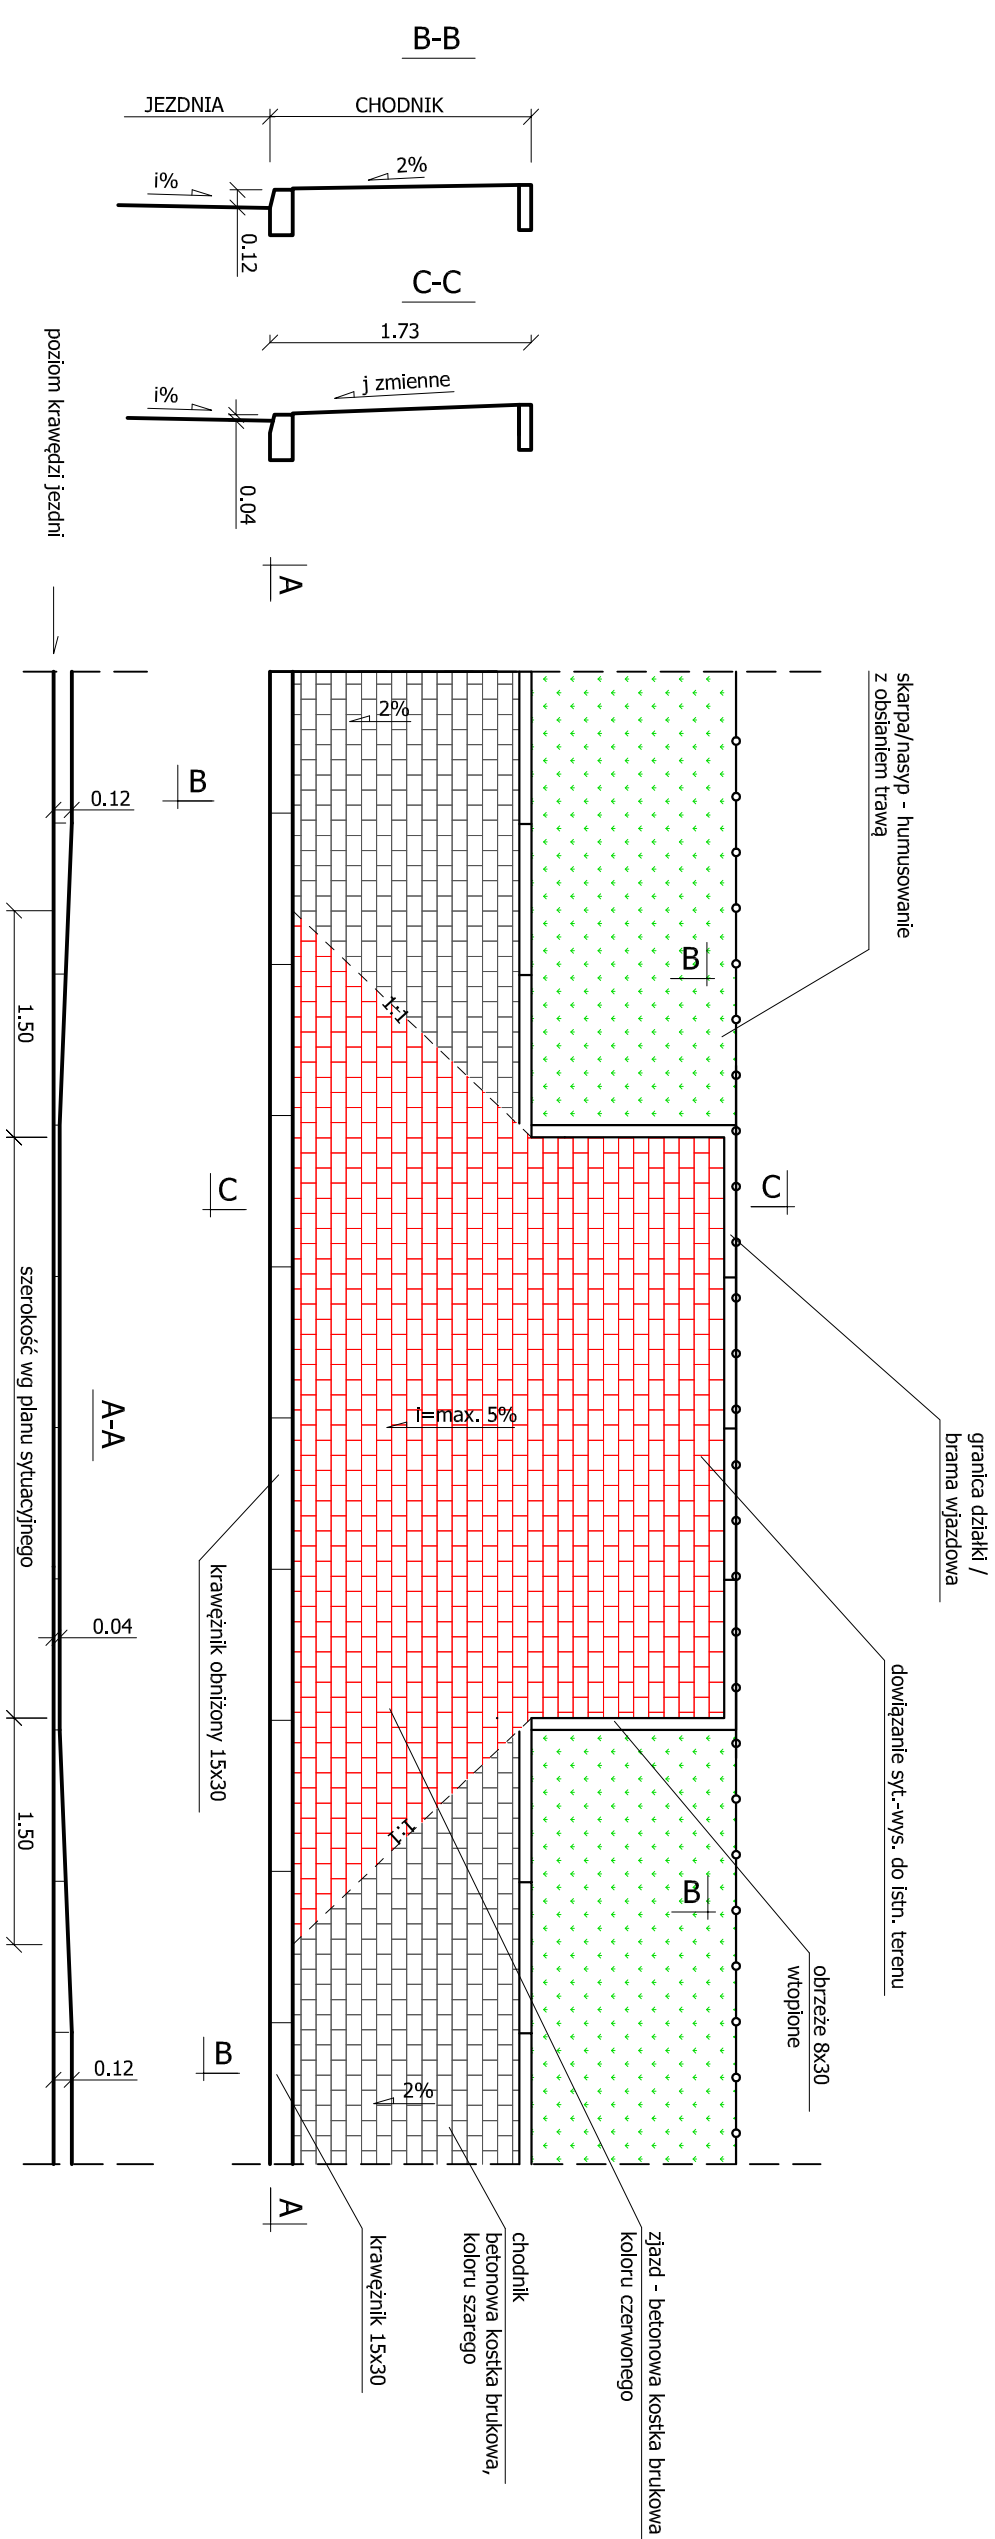 B-B
JEZDNIA
CHODNIK
i%
2%
0.12
C-C
1.73
i%
j zmienne
0.04
poziom krawędzi jezdni
A
skarpa/nasyp - humusowanie
z obsianiem trawą
2%
B
0.12
B
1:1
1.50
C
C
granica działki /
brama wjazdowa
szerokość wg planu sytuacyjnego
A-A
i=max. 5%
krawężnik obniżony 15x30
0.04
dowiązanie syt.-wys. do istn. terenu
1:1
1.50
B
obrzeże 8x30
wtopione
B
0.12
2%
A
krawężnik 15x30
chodnik
betonowa kostka brukowa,
koloru szarego
zjazd - betonowa kostka brukowa
koloru czerwonego